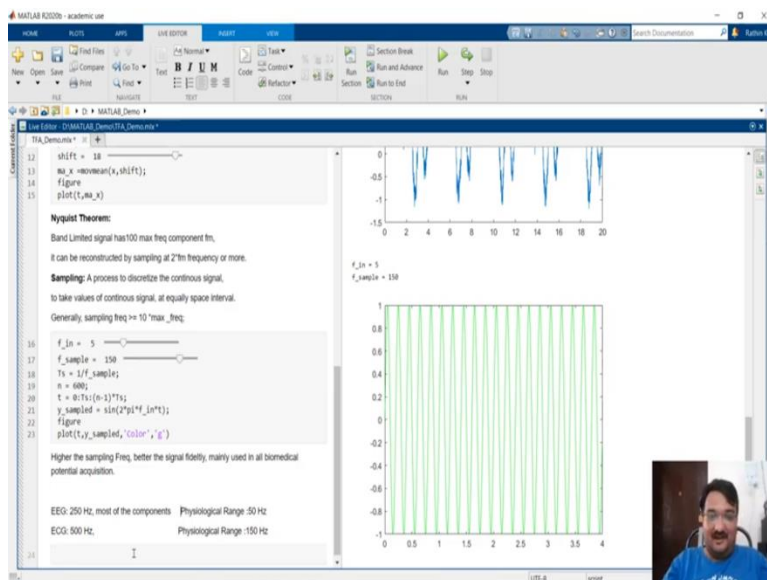 MATLAB R2020b - academic use
HOME PLOTS APPS LIVE EDITOR INSERT VIEW
Search Documentation
Rathin
New Open Save
Find Files
Compare
Print
Go To
Find
FILE NAVIGATE
Text
Normal
B I U M
TEXT
Code
Task
Control
Refactor
CODE
Run Section
Section Break
Run and Advance
Run to End
SECTION
Run Step Stop
RUN
D: MATLAB_Demo
Current Folder
Live Editor - D:\MATLAB_Demo\TFA_Demo.mlx *
TFA_Demo.mlx * +
12 shift = 18
13 ma_x =movmean(x,shift);
14 figure
15 plot(t,ma_x)
Nyquist Theorem:
Band Limited signal has100 max freq component fm,
it can be reconstructed by sampling at 2*fm frequency or more.
Sampling: A process to discretize the continous signal,
to take values of continous signal, at equally space interval.
Generally, sampling freq >= 10 *max _freq;
16 f_in = 5
17 f_sample = 150
18 Ts = 1/f_sample;
19 n = 600;
20 t = 0:Ts:(n-1)*Ts;
21 y_sampled = sin(2*pi*f_in*t);
22 figure
23 plot(t,y_sampled,'Color','g')
Higher the sampling Freq, better the signal fideltiy, mainly used in all biomedical
potential acquisition.
EEG: 250 Hz, most of the components Physiological Range :50 Hz
ECG: 500 Hz, Physiological Range :150 Hz
24
0
-0.5
-1
-1.5
0 2 4 6 8 10 12 14 16 18 20
f_in = 5
f_sample = 150
1
0.8
0.6
0.4
0.2
0
-0.2
-0.4
-0.6
-0.8
-1
0 0.5 1 1.5 2 2.5 3 3.5 4
UTF-8 script